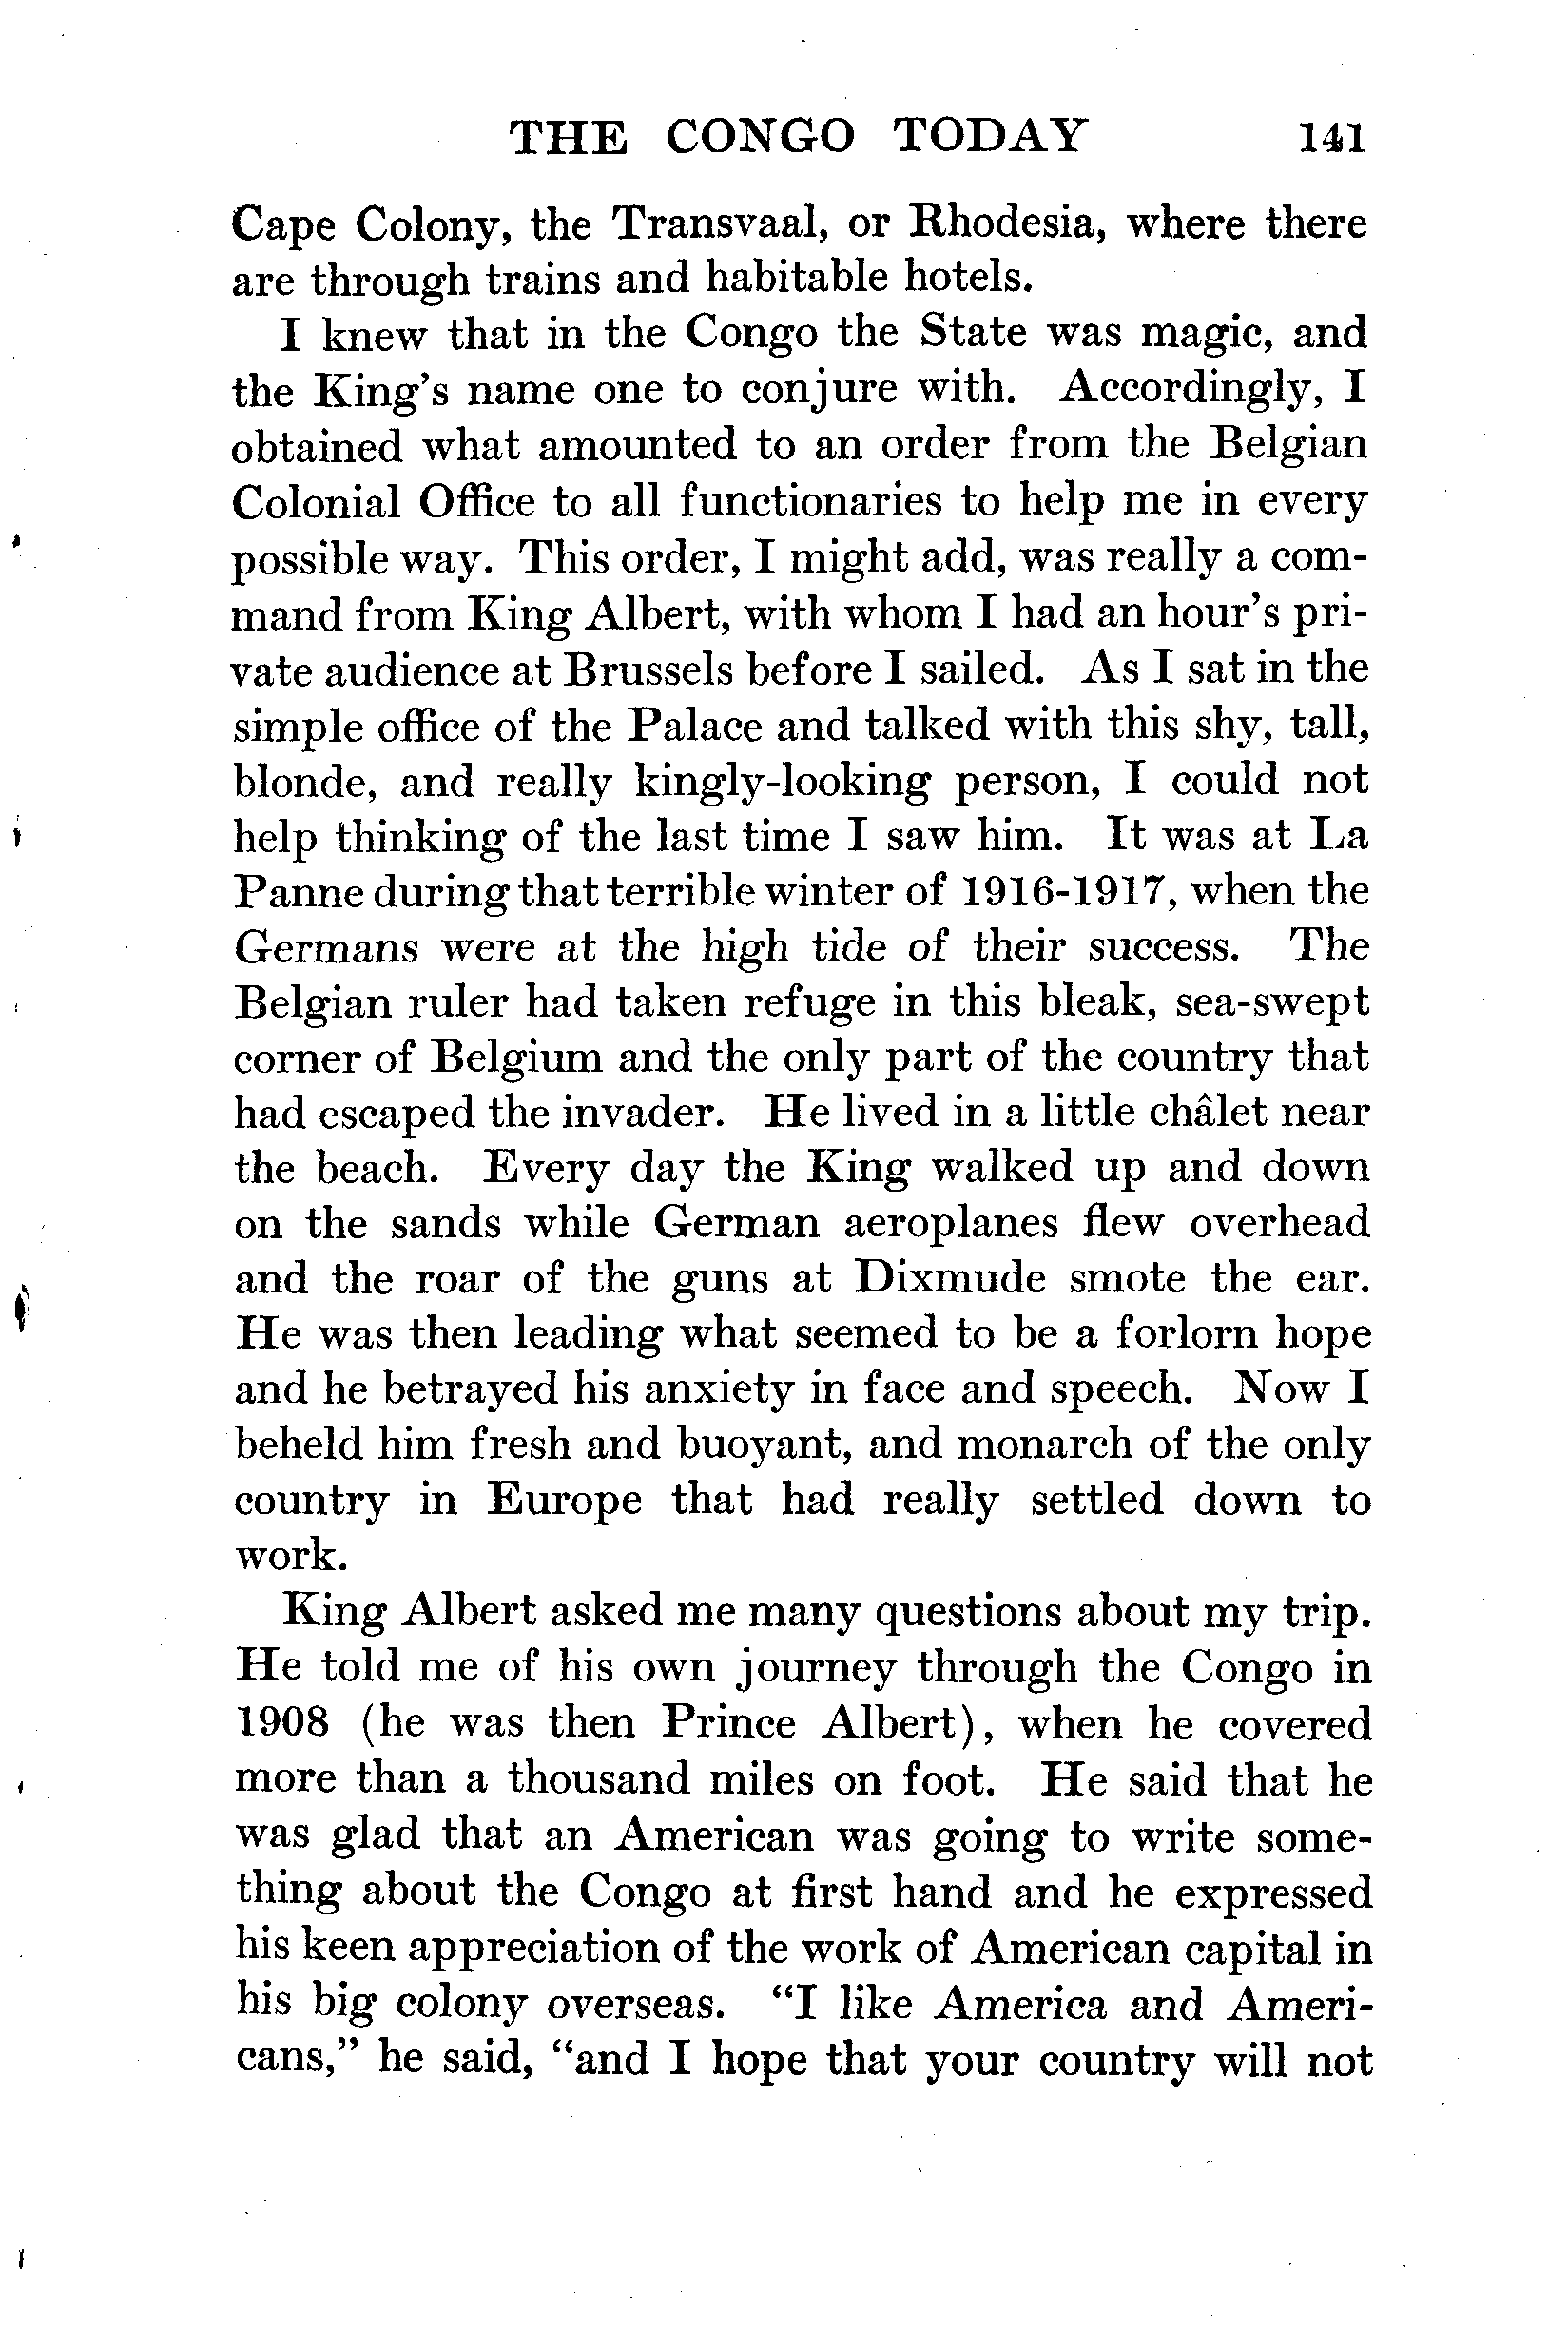 THE CONGO TODAY 141
Cape Colony, the Transvaal, or Rhodesia, where there
are through trains and habitable hotels.
I knew that in the Congo the State was magic, and
the King's name one to conjure with. Accordingly, I
obtained what amounted to an order from the Belgian
Colonial Office to all functionaries to help me in every
possible way. This order, I might add, was really a com-
mand from King Albert, with whom I had an hour's pri-
vate audience at Brussels before I sailed. As I sat in the
simple office of the Palace and talked with this shy, tall,
blonde, and really kingly-looking person, I could not
help thinking of the last time I saw him. It was at La
Panne during that terrible winter of 1916-1917, when the
Germans were at the high tide of their success. The
Belgian ruler had taken refuge in this bleak, sea-swept
corner of Belgium and the only part of the country that
had escaped the invader. He lived in a little châlet near
the beach. Every day the King walked up and down
on the sands while German aeroplanes flew overhead
and the roar of the guns at Dixmude smote the ear.
He was then leading what seemed to be a forlorn hope
and he betrayed his anxiety in face and speech. Now I
beheld him fresh and buoyant, and monarch of the only
country in Europe that had really settled down to
work.
King Albert asked me many questions about my trip.
He told me of his own journey through the Congo in
1908 (he was then Prince Albert), when he covered
more than a thousand miles on foot. He said that he
was glad that an American was going to write some-
thing about the Congo at first hand and he expressed
his keen appreciation of the work of American capital in
his big colony overseas. "I like America and Ameri-
cans," he said, "and I hope that your country will not